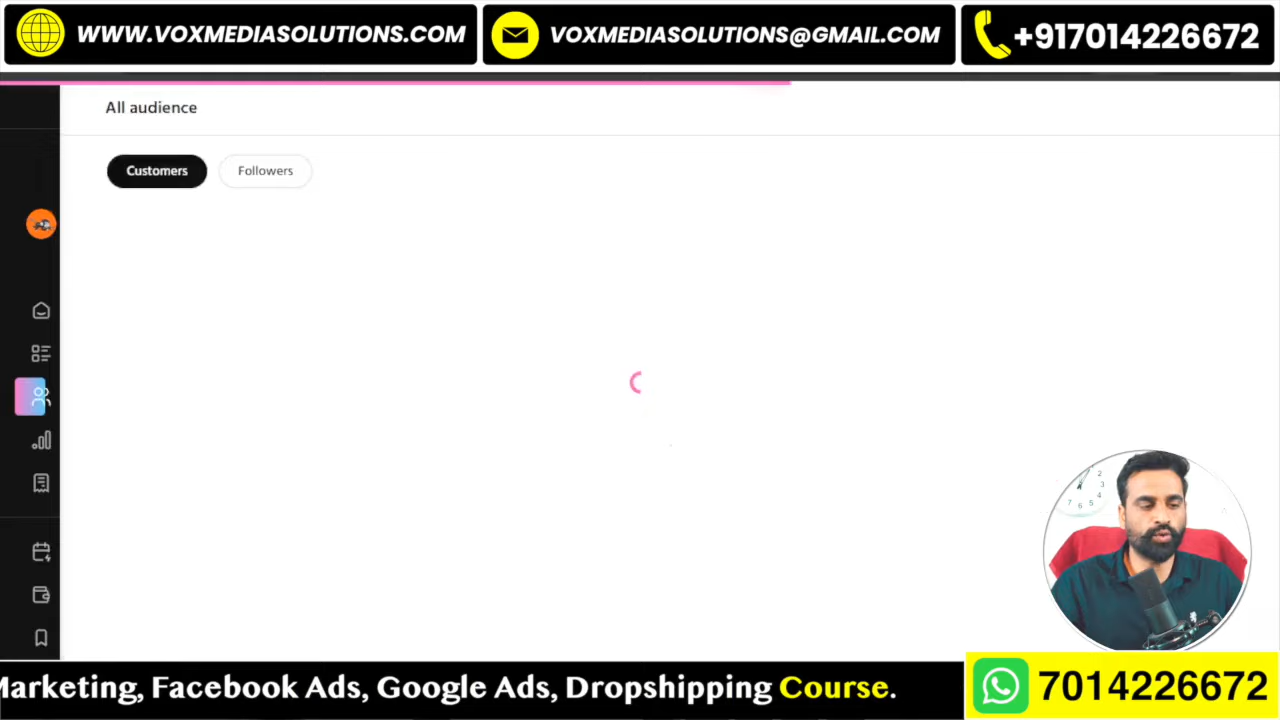 WWW.VOXMEDIASOLUTIONS.COM
VOXMEDIASOLUTIONS@GMAIL.COM
+917014226672
All audience
Customers
Followers
Marketing, Facebook Ads, Google Ads, Dropshipping Course.
7014226672